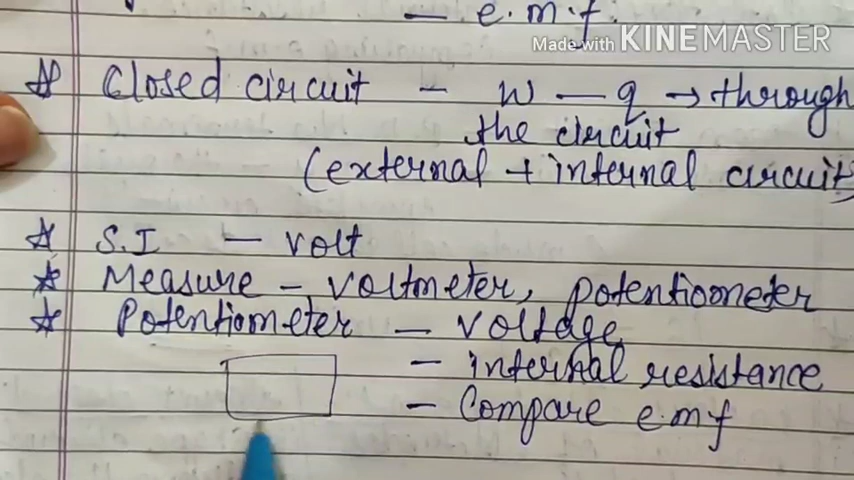 — e.m.f.
Made with KINEMASTER
☆ Closed circuit - W — q → through
the circuit
(external + internal circuit)
☆ S.I — volt
☆ Measure - voltmeter, potentiometer
☆ Potentiometer - voltage
- internal resistance
- Compare e.m.f